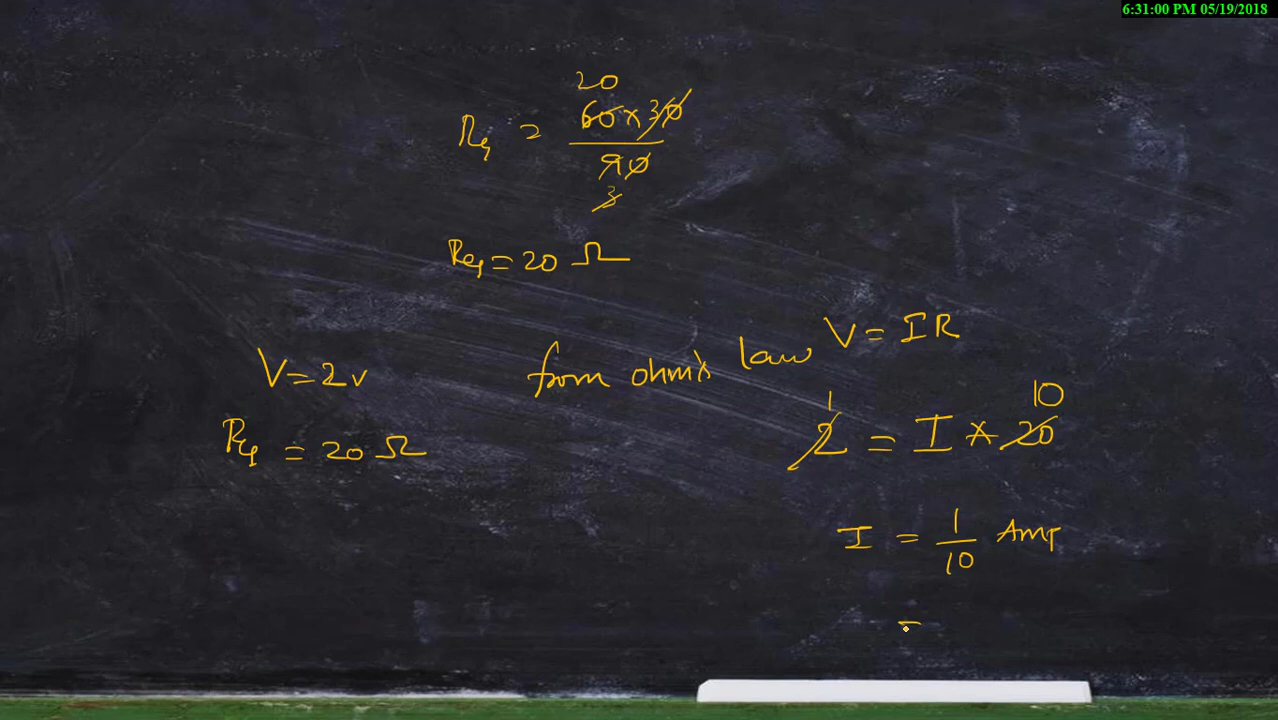 6:31:00 PM 05/19/2018
20
Req = 60 x 30
90
3
Req = 20 Ω
V = IR
from ohm's law
V = 2v
1 10
2 = I x 20
Req = 20 Ω
I = 1/10 Amp
=